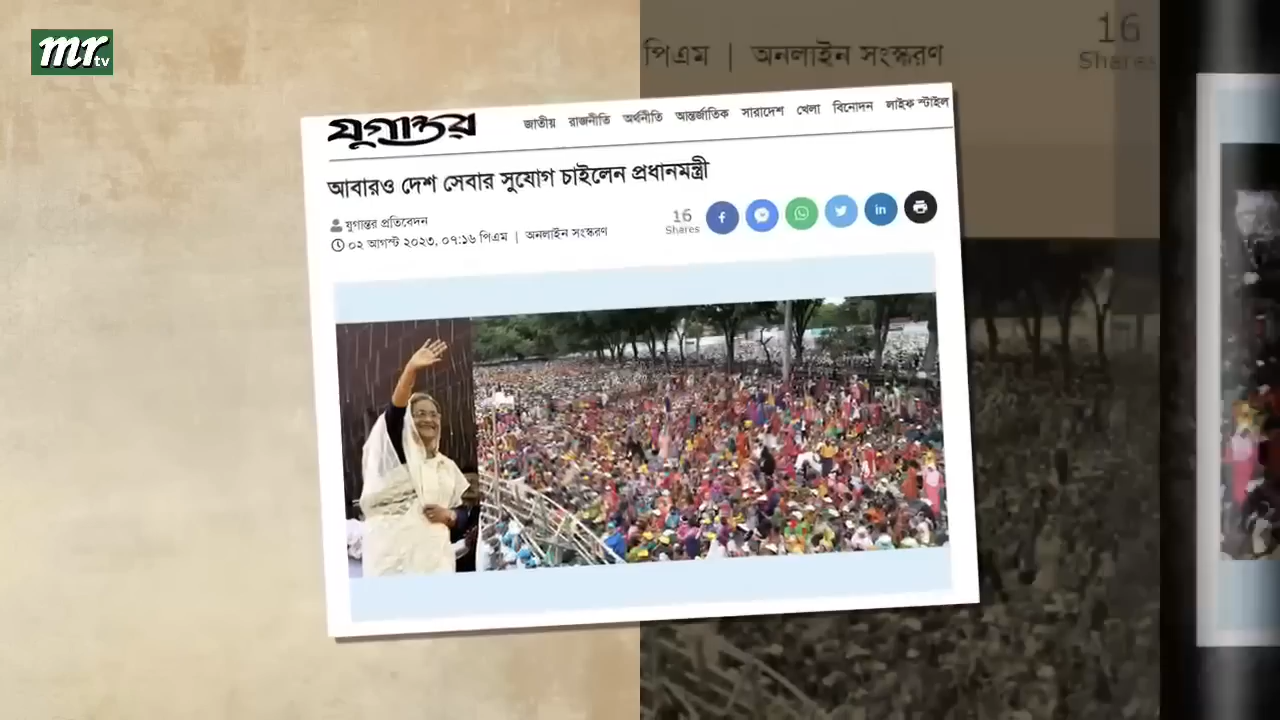 mr tv
16
Shares
পিএম | অনলাইন সংস্করণ
যুগান্তর
জাতীয় রাজনীতি অর্থনীতি আন্তর্জাতিক সারাদেশ খেলা বিনোদন লাইফ স্টাইল
আবারও দেশ সেবার সুযোগ চাইলেন প্রধানমন্ত্রী
যুগান্তর প্রতিবেদন
০২ আগস্ট ২০২৩, ০৭:১৬ পিএম | অনলাইন সংস্করণ
16
Shares